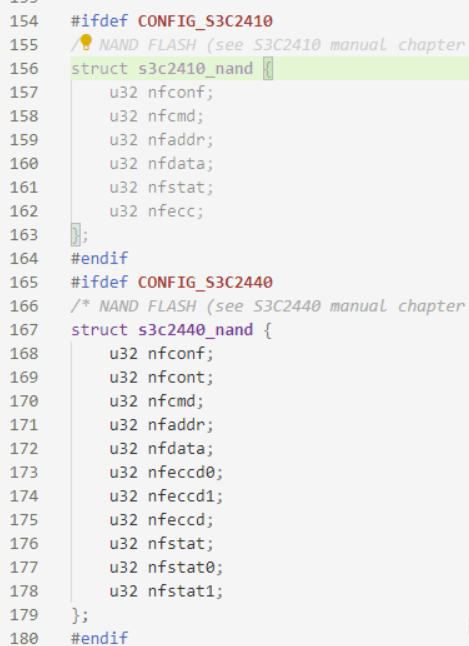 154 #ifdef CONFIG_S3C2410
155 /* NAND FLASH (see S3C2410 manual chapter
156 struct s3c2410_nand {
157 u32 nfconf;
158 u32 nfcmd;
159 u32 nfaddr;
160 u32 nfdata;
161 u32 nfstat;
162 u32 nfecc;
163 };
164 #endif
165 #ifdef CONFIG_S3C2440
166 /* NAND FLASH (see S3C2440 manual chapter
167 struct s3c2440_nand {
168 u32 nfconf;
169 u32 nfcont;
170 u32 nfcmd;
171 u32 nfaddr;
172 u32 nfdata;
173 u32 nfeccd0;
174 u32 nfeccd1;
175 u32 nfeccd;
176 u32 nfstat;
177 u32 nfstat0;
178 u32 nfstat1;
179 };
180 #endif